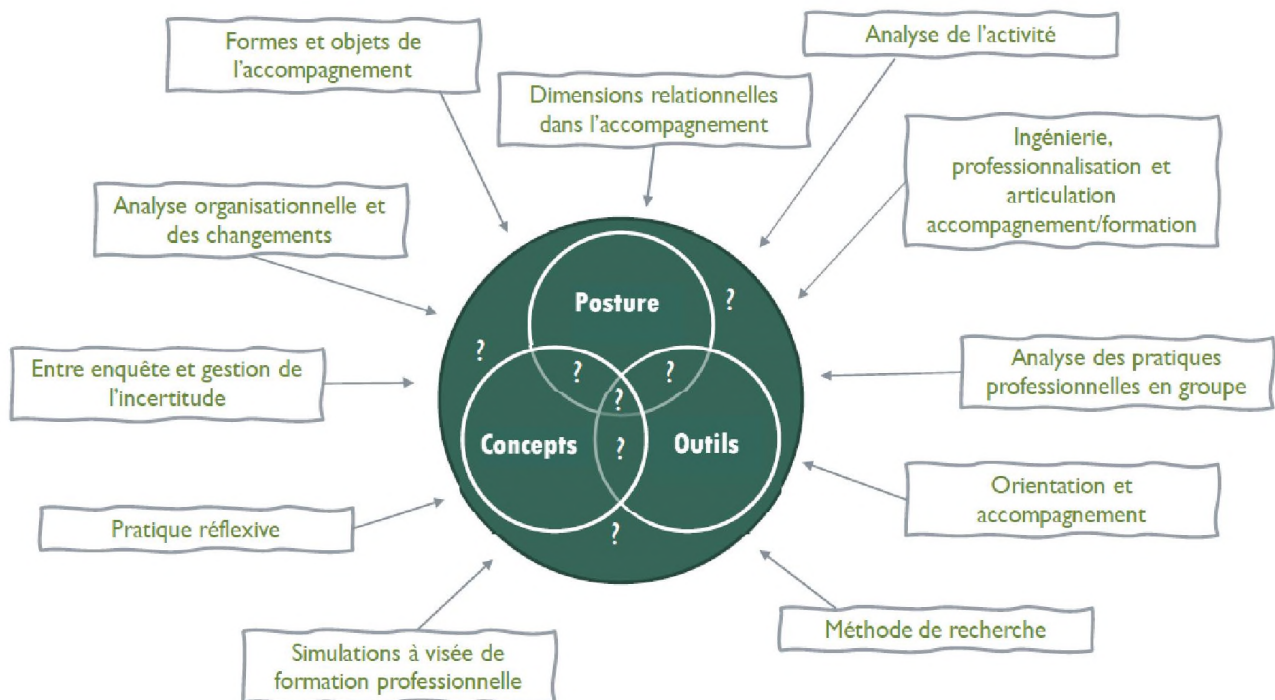 Formes et objets de
l'accompagnement
Dimensions relationnelles
dans l'accompagnement
Analyse de l'activité
Ingénierie,
professionnalisation et
articulation
accompagnement/formation
Analyse organisationnelle et
des changements
Entre enquête et gestion de
l'incertitude
Pratique réflexive
Simulations à visée de
formation professionnelle
Analyse des pratiques
professionnelles en groupe
Orientation et
accompagnement
Méthode de recherche
Posture
?
?
?
?
?
Concepts
?
Outils
?